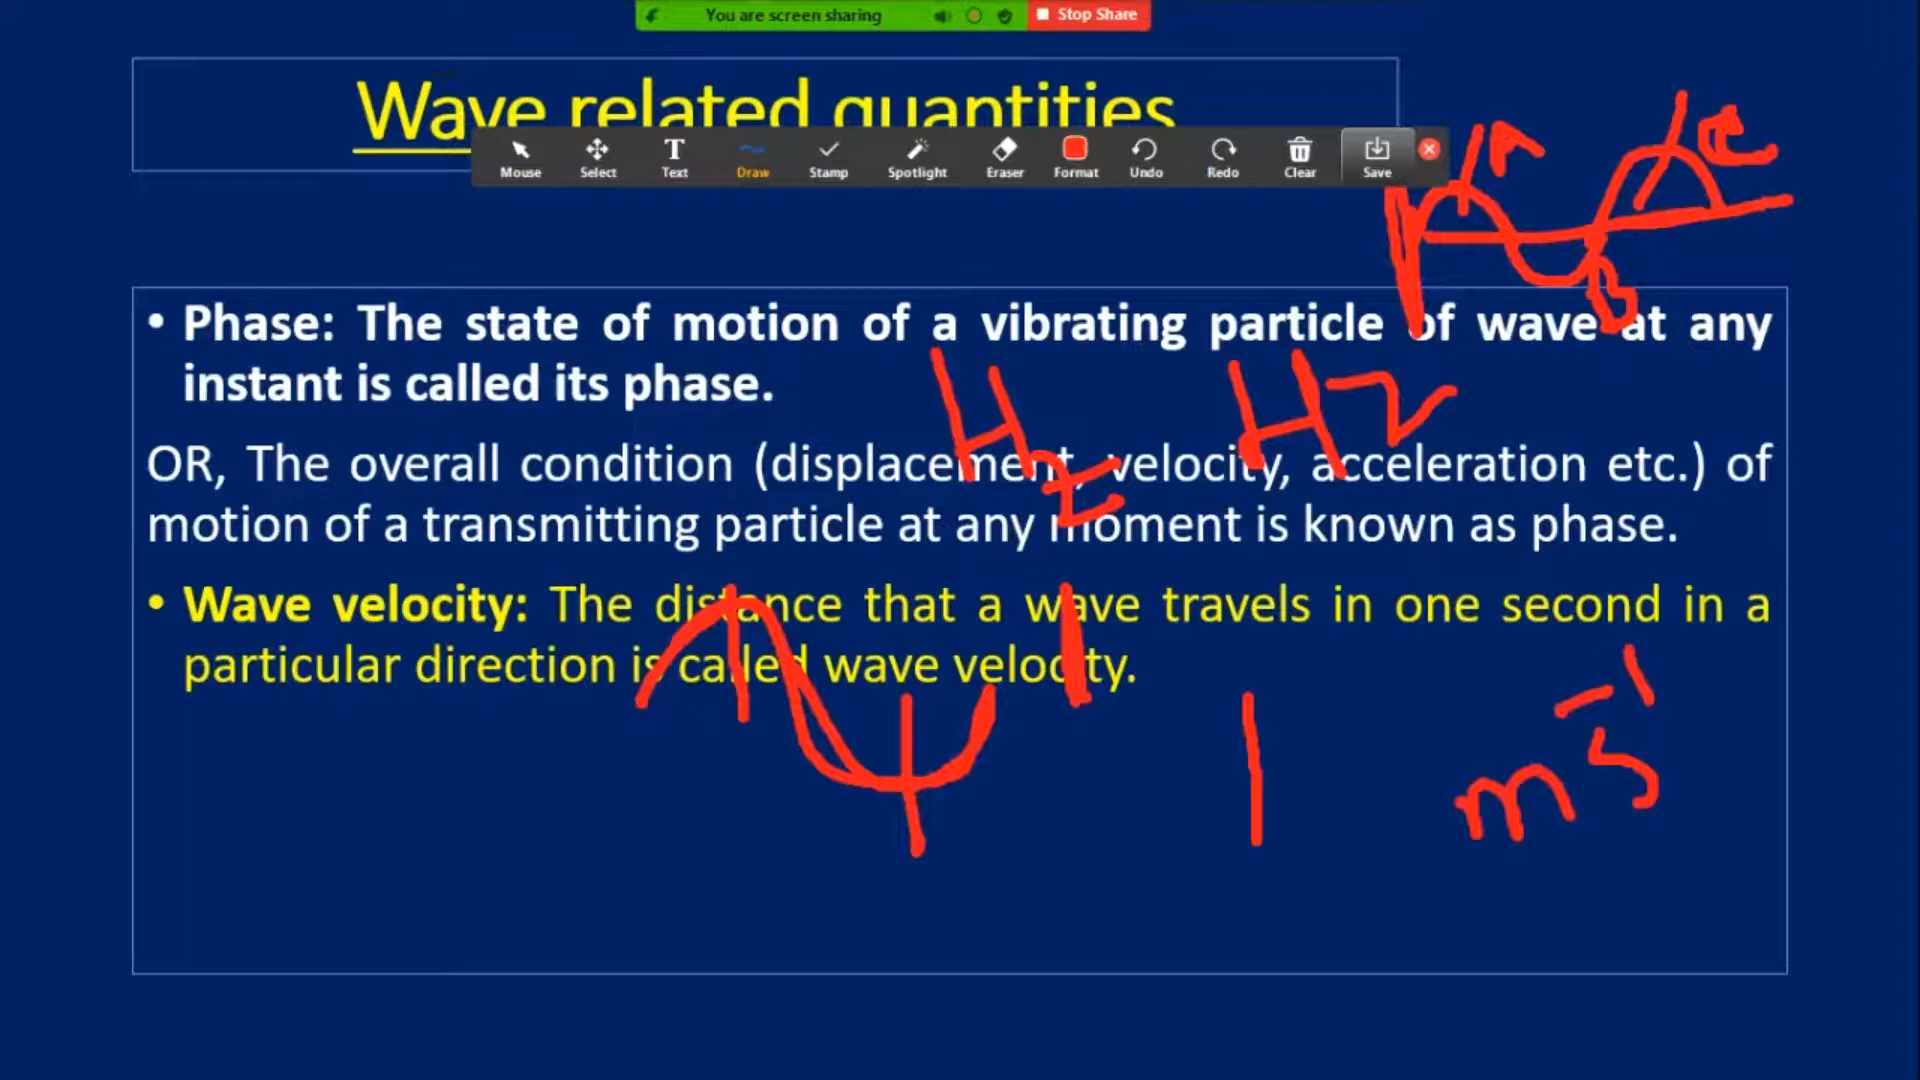 You are screen sharing Stop Share
Wave related quantities
Mouse Select Text Draw Stamp Spotlight Eraser Format Undo Redo Clear Save
A
C
B
• Phase: The state of motion of a vibrating particle of wave at any
instant is called its phase.
Hz Hz
OR, The overall condition (displacement, velocity, acceleration etc.) of
motion of a transmitting particle at any moment is known as phase.
• Wave velocity: The distance that a wave travels in one second in a
particular direction is called wave velocity.
ms⁻¹